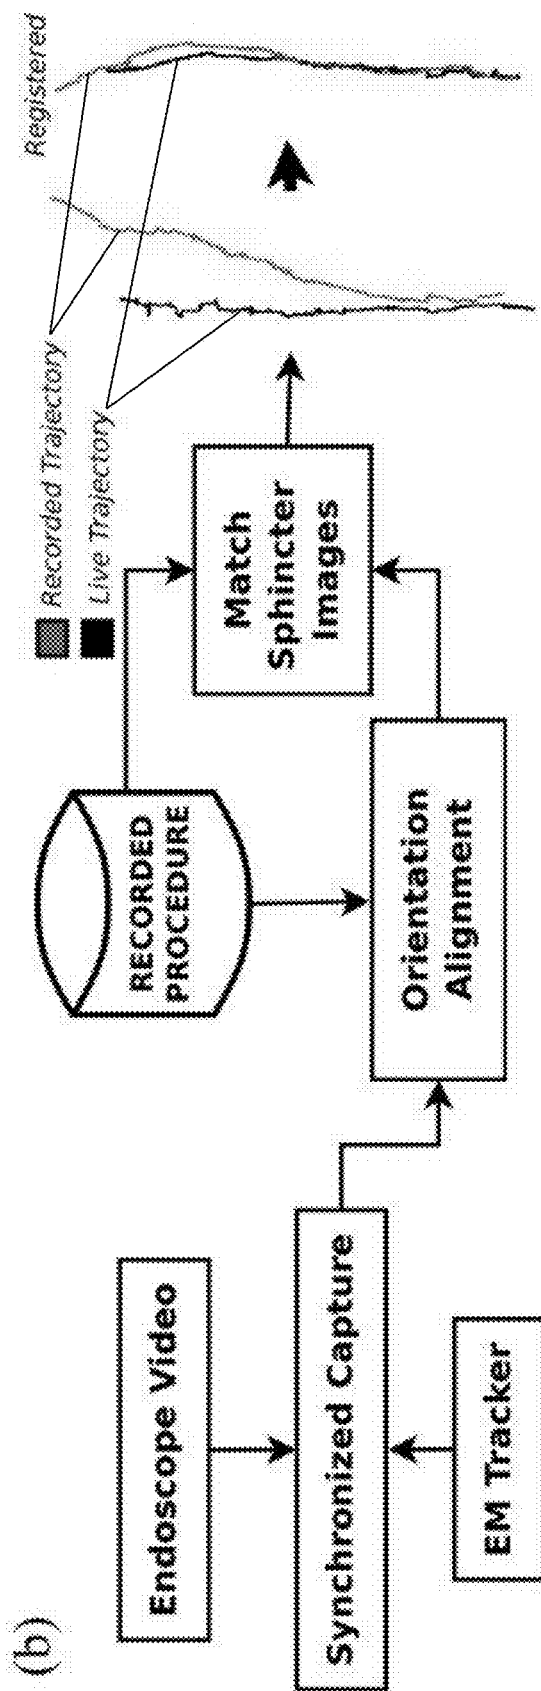 (b)
Endoscope Video
Synchronized Capture
EM Tracker
RECORDED
PROCEDURE
Orientation
Alignment
Match
Sphincter
Images
Recorded Trajectory
Live Trajectory
Registered